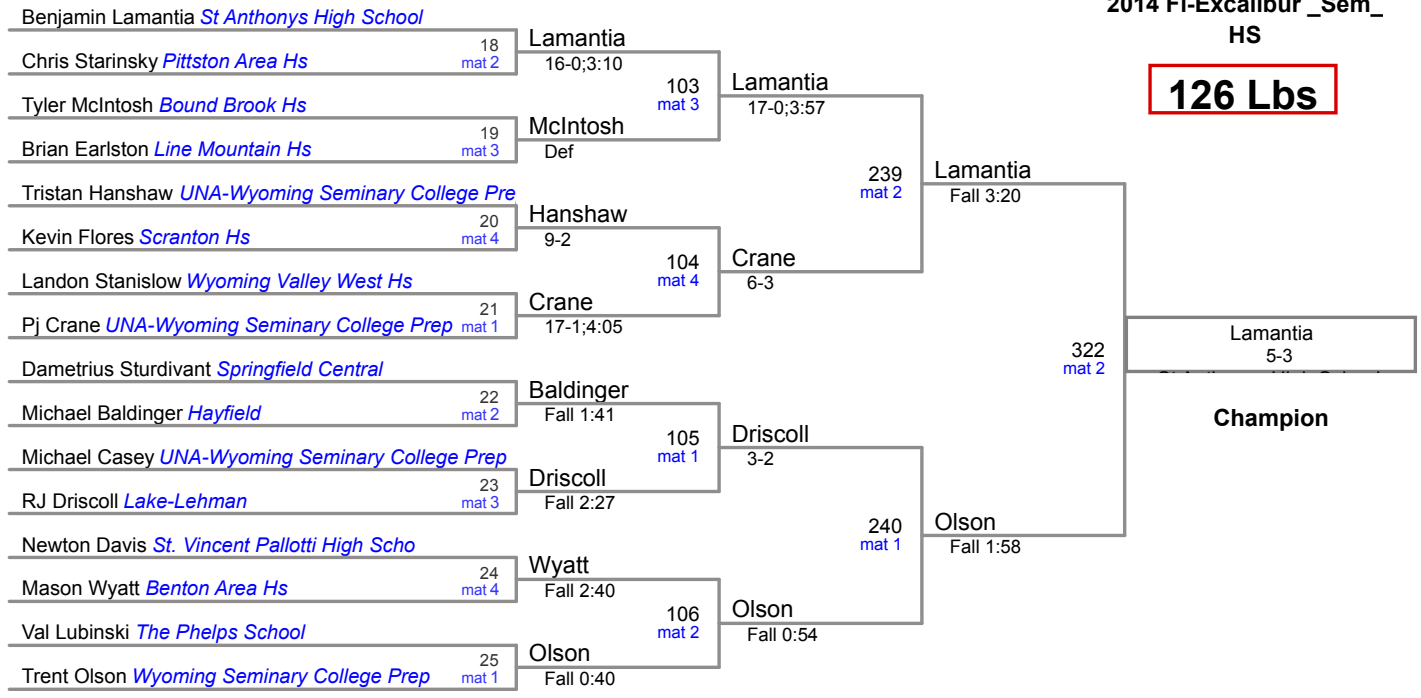 2014 Fl-Excalibur _Sem_
HS
126 Lbs
Benjamin Lamantia St Anthonys High School
18
mat 2
Chris Starinsky Pittston Area Hs
Tyler McIntosh Bound Brook Hs
19
mat 3
Brian Earlston Line Mountain Hs
Tristan Hanshaw UNA-Wyoming Seminary College Pre
20
mat 4
Kevin Flores Scranton Hs
Landon Stanislow Wyoming Valley West Hs
21
mat 1
Pj Crane UNA-Wyoming Seminary College Prep
Dametrius Sturdivant Springfield Central
22
mat 2
Michael Baldinger Hayfield
Michael Casey UNA-Wyoming Seminary College Prep
23
mat 3
RJ Driscoll Lake-Lehman
Newton Davis St. Vincent Pallotti High Scho
24
mat 4
Mason Wyatt Benton Area Hs
Val Lubinski The Phelps School
25
mat 1
Trent Olson Wyoming Seminary College Prep
Lamantia
16-0;3:10
103
mat 3
McIntosh
Def
Hanshaw
9-2
104
mat 4
Crane
17-1;4:05
Baldinger
Fall 1:41
105
mat 1
Driscoll
Fall 2:27
Wyatt
Fall 2:40
106
mat 2
Olson
Fall 0:40
Lamantia
17-0;3:57
239
mat 2
Crane
6-3
Driscoll
3-2
240
mat 1
Olson
Fall 0:54
Lamantia
Fall 3:20
322
mat 2
Olson
Fall 1:58
Lamantia
5-3
Champion